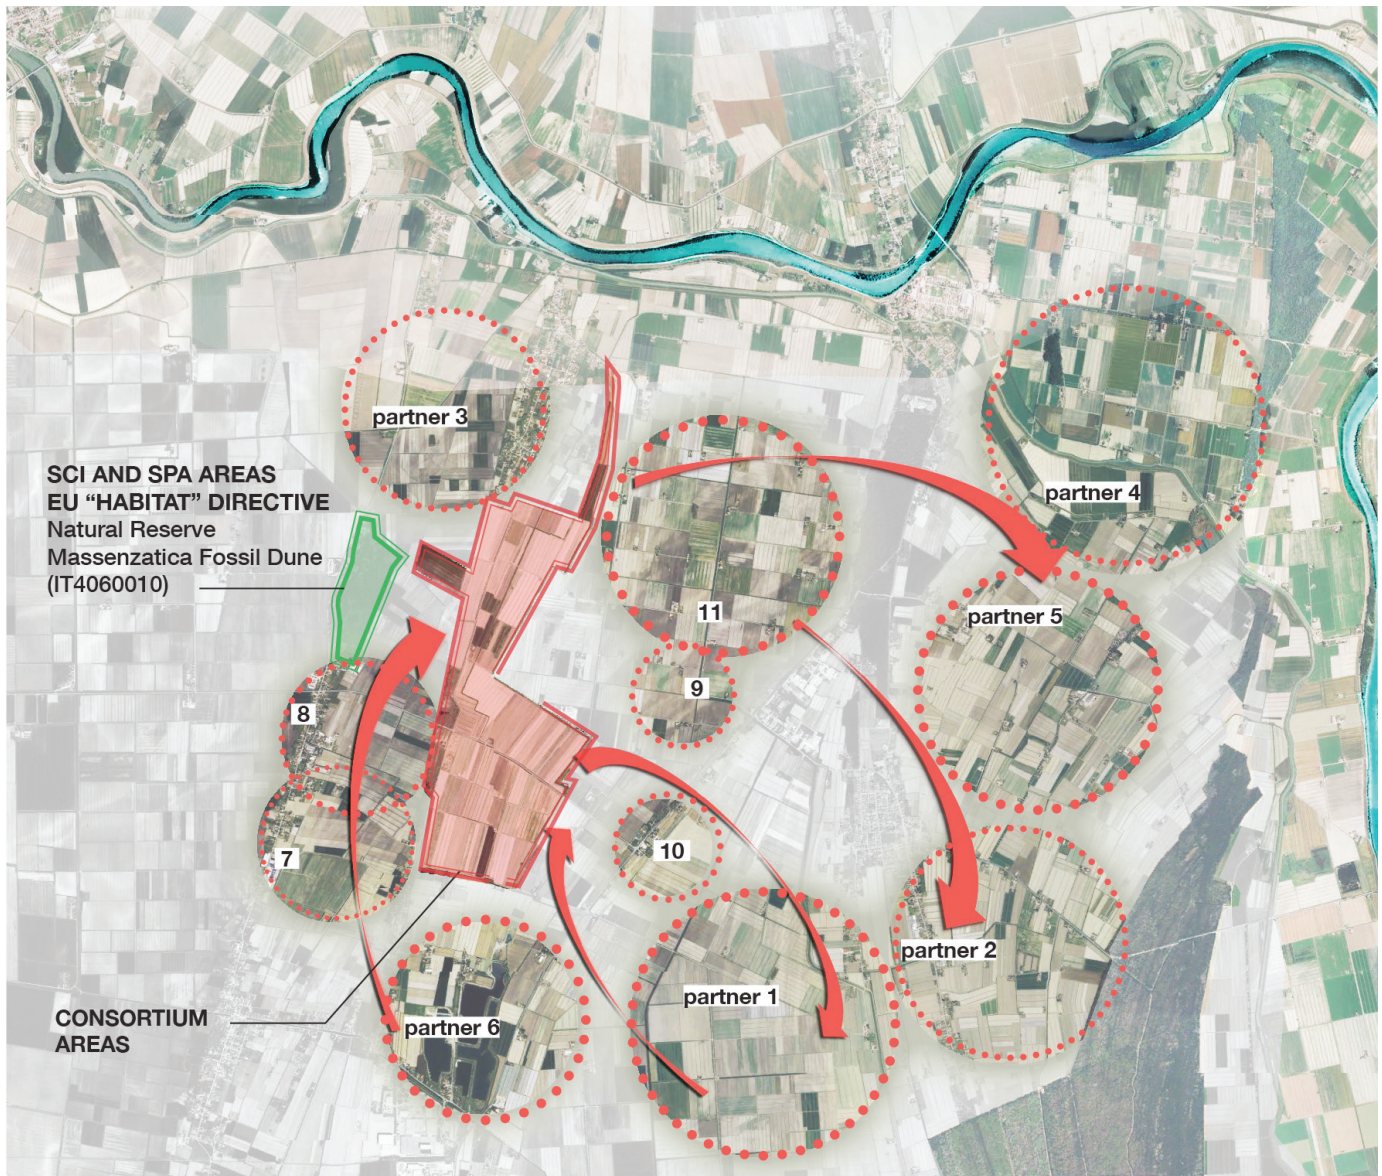 partner 3
SCI AND SPA AREAS
EU “HABITAT” DIRECTIVE
Natural Reserve
Massenzatica Fossil Dune
(IT4060010)
partner 4
11
partner 5
9
8
10
7
partner 2
partner 1
partner 6
CONSORTIUM
AREAS